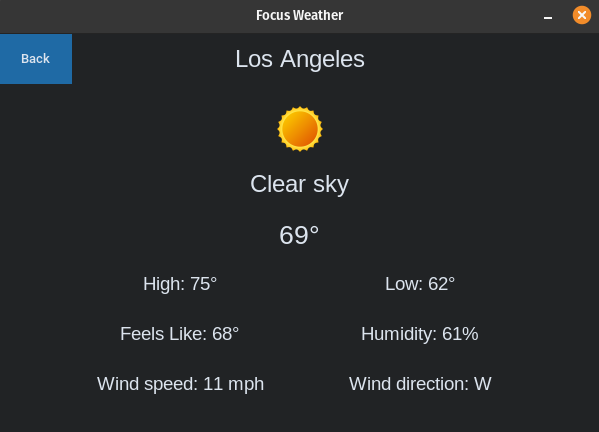 Focus Weather
Back
Los Angeles
Clear sky
69°
High: 75°
Low: 62°
Feels Like: 68°
Humidity: 61%
Wind speed: 11 mph
Wind direction: W